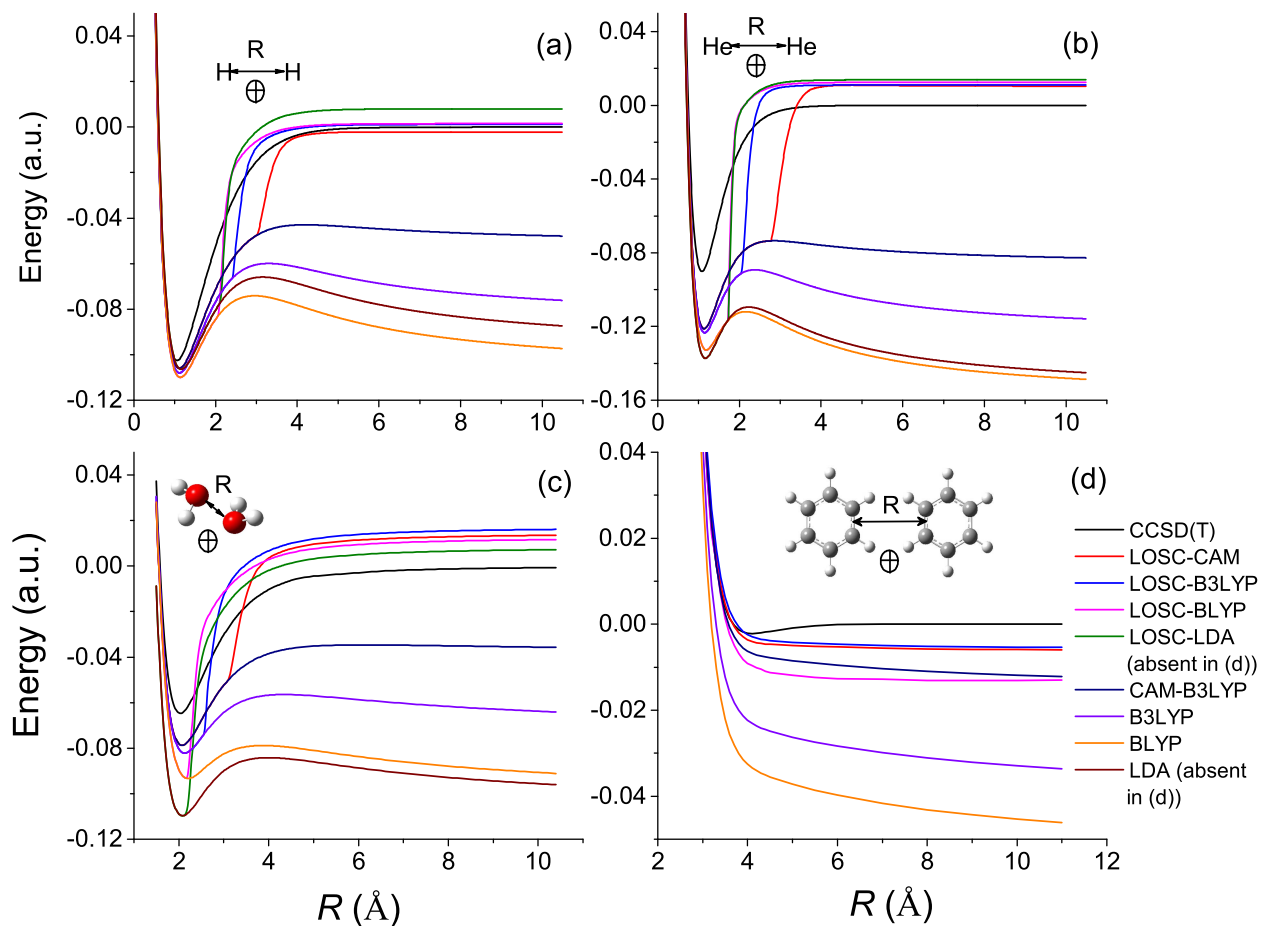 0.04
0.00
-0.04
-0.08
-0.12
0 2 4 6 8 10
Energy (a.u.)
R
H H
(a)
0.04
0.00
-0.04
-0.08
-0.12
-0.16
0 2 4 6 8 10
R
He He
(b)
0.04
0.00
-0.04
-0.08
-0.12
2 4 6 8 10
Energy (a.u.)
R (Å)
R
(c)
0.04
0.02
0.00
-0.02
-0.04
2 4 6 8 10 12
R (Å)
R
(d)
CCSD(T)
LOSC-CAM
LOSC-B3LYP
LOSC-BLYP
LOSC-LDA
(absent in (d))
CAM-B3LYP
B3LYP
BLYP
LDA (absent
in (d))